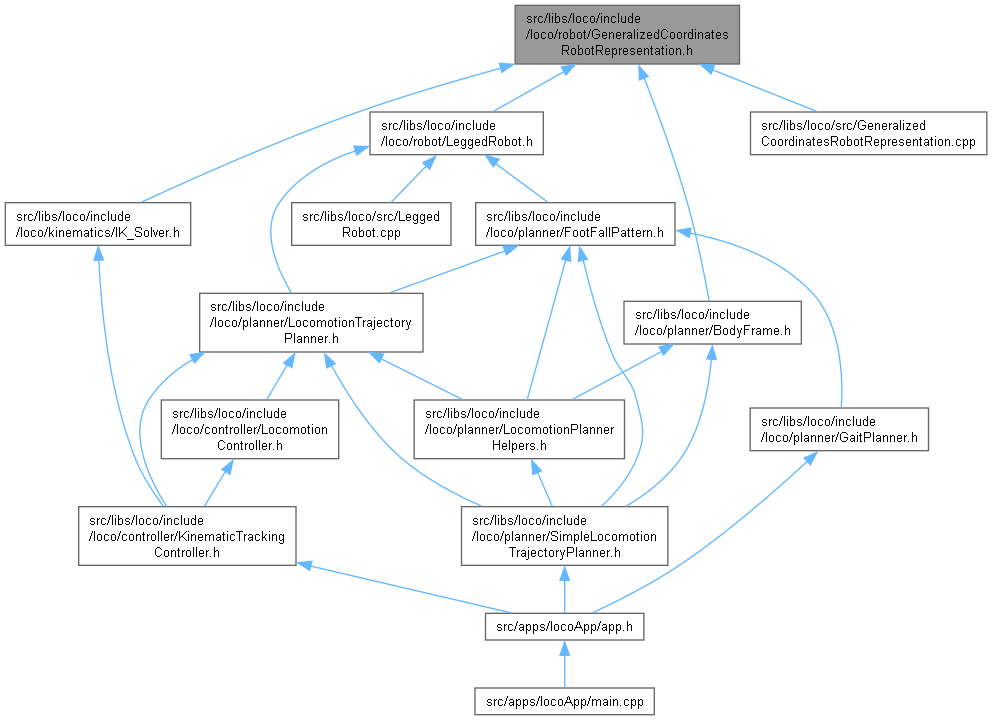 src/libs/loco/include
/loco/robot/GeneralizedCoordinates
RobotRepresentation.h
src/libs/loco/include
/loco/robot/LeggedRobot.h
src/libs/loco/src/Generalized
CoordinatesRobotRepresentation.cpp
src/libs/loco/include
/loco/kinematics/IK_Solver.h
src/libs/loco/src/Legged
Robot.cpp
src/libs/loco/include
/loco/planner/FootFallPattern.h
src/libs/loco/include
/loco/planner/LocomotionTrajectory
Planner.h
src/libs/loco/include
/loco/planner/BodyFrame.h
src/libs/loco/include
/loco/controller/Locomotion
Controller.h
src/libs/loco/include
/loco/planner/LocomotionPlanner
Helpers.h
src/libs/loco/include
/loco/planner/GaitPlanner.h
src/libs/loco/include
/loco/controller/KinematicTracking
Controller.h
src/libs/loco/include
/loco/planner/SimpleLocomotion
TrajectoryPlanner.h
src/apps/locoApp/app.h
src/apps/locoApp/main.cpp